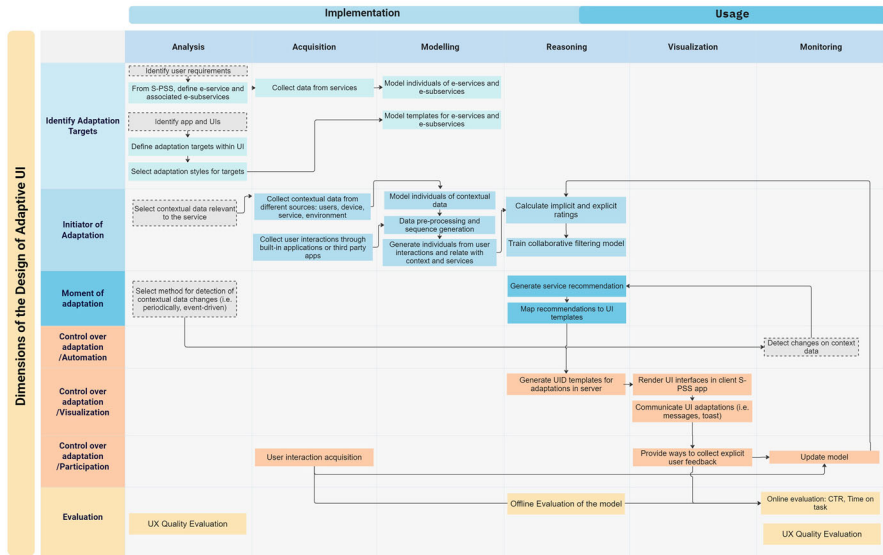 Implementation
Usage
Dimensions of the Design of Adaptive UI
Analysis
Acquisition
Modelling
Reasoning
Visualization
Monitoring
Identify Adaptation
Targets
Identify user requirements
From S-PSS, define e-service and
associated e-subservices
Collect data from services
Model individuals of e-services and
e-subservices
Identify app and UIs
Model templates for e-services and
e-subservices
Define adaptation targets within UI
Select adaptation styles for targets
Initiator of
Adaptation
Select contextual data relevant
to the service
Collect contextual data from
different sources: users, device,
service, environment
Collect user interactions through
built-in applications or third party
apps
Model individuals of contextual
data
Data pre-processing and
sequence generation
Generate individuals from user
interactions and relate with
context and services
Calculate implicit and explicit
ratings
Train collaborative filtering model
Moment of
adaptation
Select method for detection of
contextual data changes (i.e.
periodically, event-driven)
Generate service recommendation
Map recommendations to UI
templates
Control over
adaptation
/Automation
Detect changes on context
data
Control over
adaptation
/Visualization
Generate UID templates for
adaptations in server
Render UI interfaces in client S-
PSS app
Communicate UI adaptations (i.e.
messages, toast)
Control over
adaptation
/Participation
User interaction acquisition
Provide ways to collect explicit
user feedback
Update model
Evaluation
UX Quality Evaluation
Offline Evaluation of the model
Online evaluation: CTR, Time on
task
UX Quality Evaluation